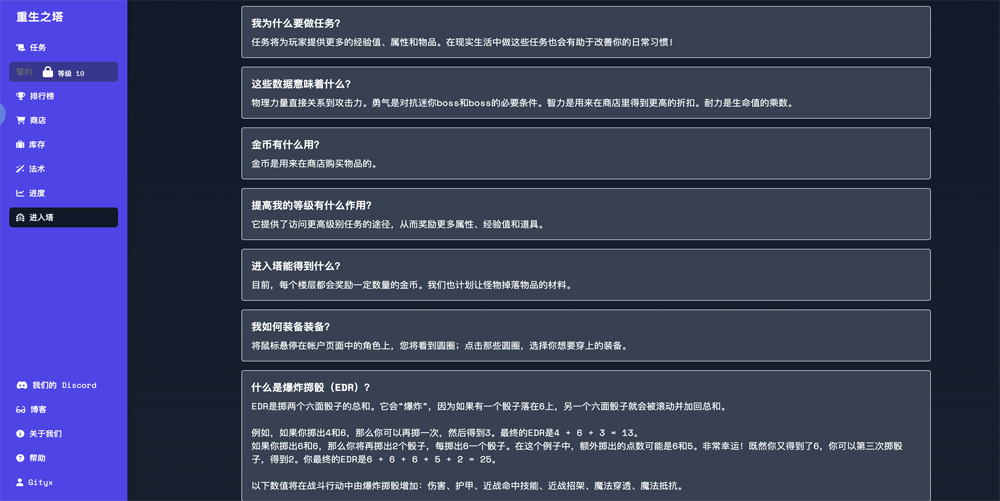 重生之塔
任务
誓约 等级 10
排行榜
商店
库存
法术
进度
进入塔
我们的 Discord
博客
关于我们
帮助
Gityx
我为什么要做任务?
任务将为玩家提供更多的经验值、属性和物品。在现实生活中做这些任务也会有助于改善你的日常习惯!
这些数据意味着什么?
物理力量直接关系到攻击力。勇气是对抗迷你boss和boss的必要条件。智力是用来在商店里得到更高的折扣。耐力是生命值的乘数。
金币有什么用?
金币是用来在商店购买物品的。
提高我的等级有什么作用?
它提供了访问更高级别任务的途径，从而奖励更多属性、经验值和道具。
进入塔能得到什么?
目前，每个楼层都会奖励一定数量的金币。我们也计划让怪物掉落物品的材料。
我如何装备装备?
将鼠标悬停在帐户页面中的角色上，您将看到圆圈；点击那些圆圈，选择你想要穿上的装备。
什么是爆炸掷骰（EDR）?
EDR是掷两个六面骰子的总和。它会“爆炸”，因为如果有一个骰子落在6上，另一个六面骰子就会被滚动并加回总和。
例如，如果你掷出4和6，那么你可以再掷一次，然后得到3。最终的EDR是4 + 6 + 3 = 13。
如果你掷出6和6，那么你将再掷出2个骰子，每掷出6一个骰子。在这个例子中，额外掷出的点数可能是6和5。非常幸运! 既然你又得到了6，你可以第三次掷骰
子，得到2。你最终的EDR是6 + 6 + 6 + 5 + 2 = 25。
以下数值将在战斗行动中由爆炸掷骰增加：伤害、护甲、近战命中技能、近战招架、魔法穿透、魔法抵抗。